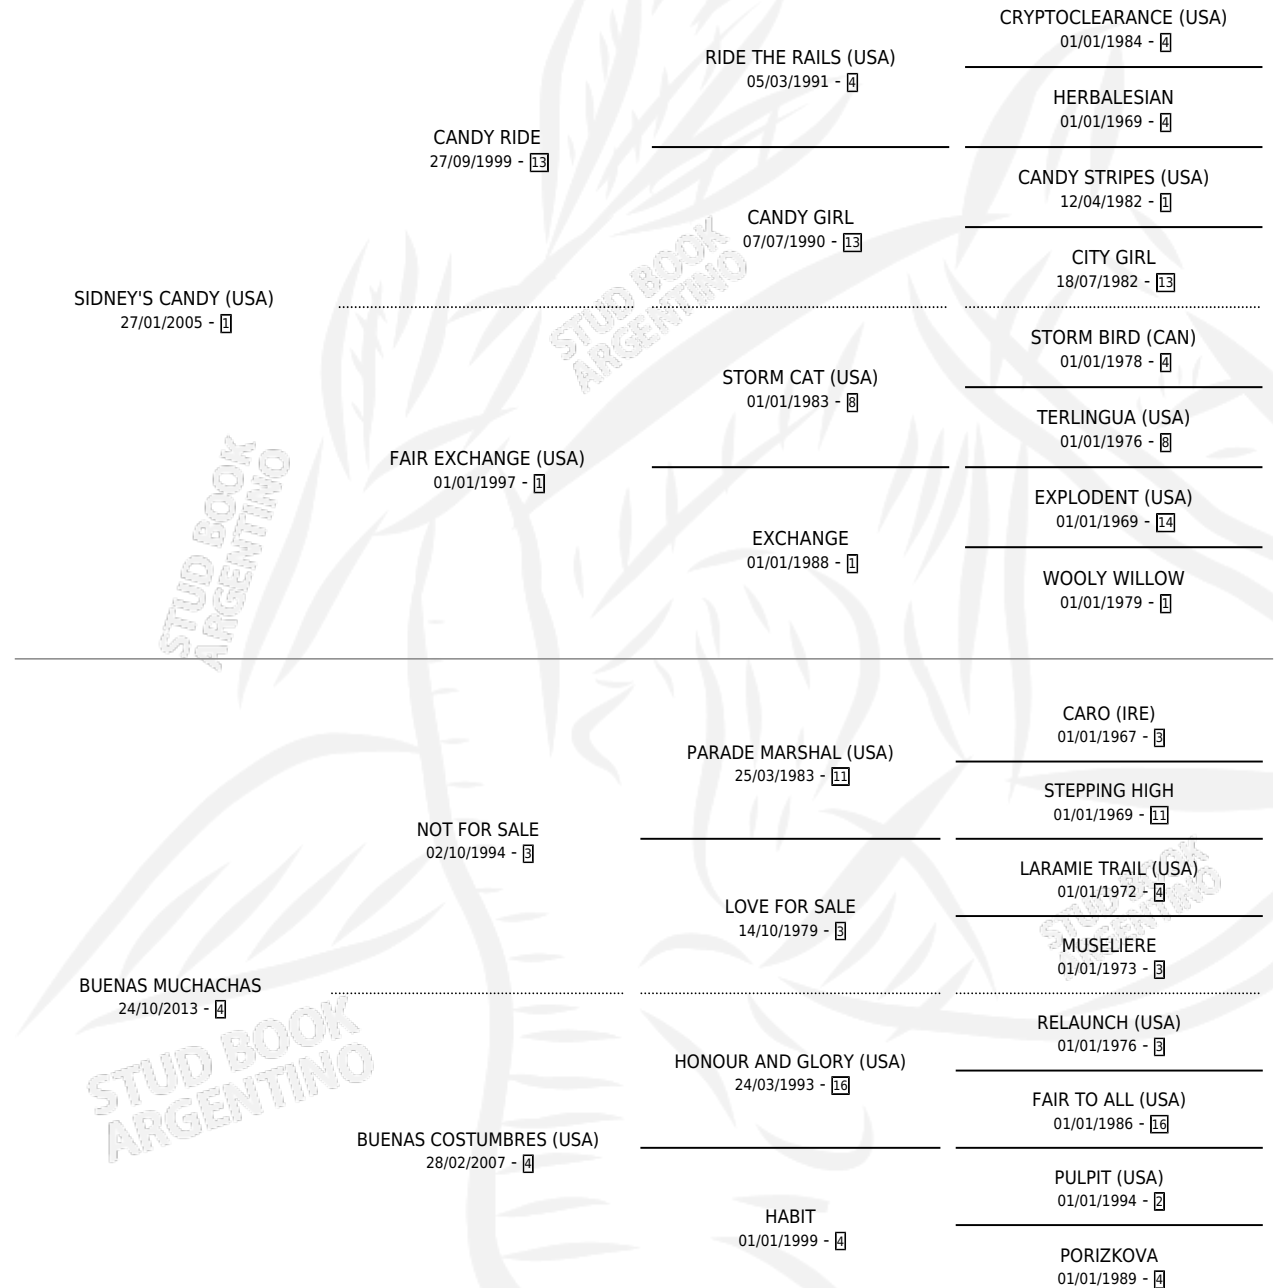 CRYPTOCLEARANCE (USA)
01/01/1984 - 4
RIDE THE RAILS (USA)
05/03/1991 - 4
HERBALESIAN
01/01/1969 - 4
CANDY RIDE
27/09/1999 - 13
CANDY STRIPES (USA)
12/04/1982 - 1
CANDY GIRL
07/07/1990 - 13
CITY GIRL
18/07/1982 - 13
SIDNEY'S CANDY (USA)
27/01/2005 - 1
STORM BIRD (CAN)
01/01/1978 - 4
STORM CAT (USA)
01/01/1983 - 8
TERLINGUA (USA)
01/01/1976 - 8
FAIR EXCHANGE (USA)
01/01/1997 - 1
EXPLODENT (USA)
01/01/1969 - 14
EXCHANGE
01/01/1988 - 1
WOOLY WILLOW
01/01/1979 - 1
CARO (IRE)
01/01/1967 - 3
PARADE MARSHAL (USA)
25/03/1983 - 11
STEPPING HIGH
01/01/1969 - 11
NOT FOR SALE
02/10/1994 - 3
LARAMIE TRAIL (USA)
01/01/1972 - 4
LOVE FOR SALE
14/10/1979 - 3
MUSELIERE
01/01/1973 - 3
BUENAS MUCHACHAS
24/10/2013 - 4
RELAUNCH (USA)
01/01/1976 - 3
HONOUR AND GLORY (USA)
24/03/1993 - 16
FAIR TO ALL (USA)
01/01/1986 - 16
BUENAS COSTUMBRES (USA)
28/02/2007 - 4
PULPIT (USA)
01/01/1994 - 2
HABIT
01/01/1999 - 4
PORIZKOVA
01/01/1989 - 4
STUD BOOK
ARGENTINO
STUD BOOK
ARGENTINO
STUD BOOK
ARGENTINO
STUD BOOK
ARGENTINO